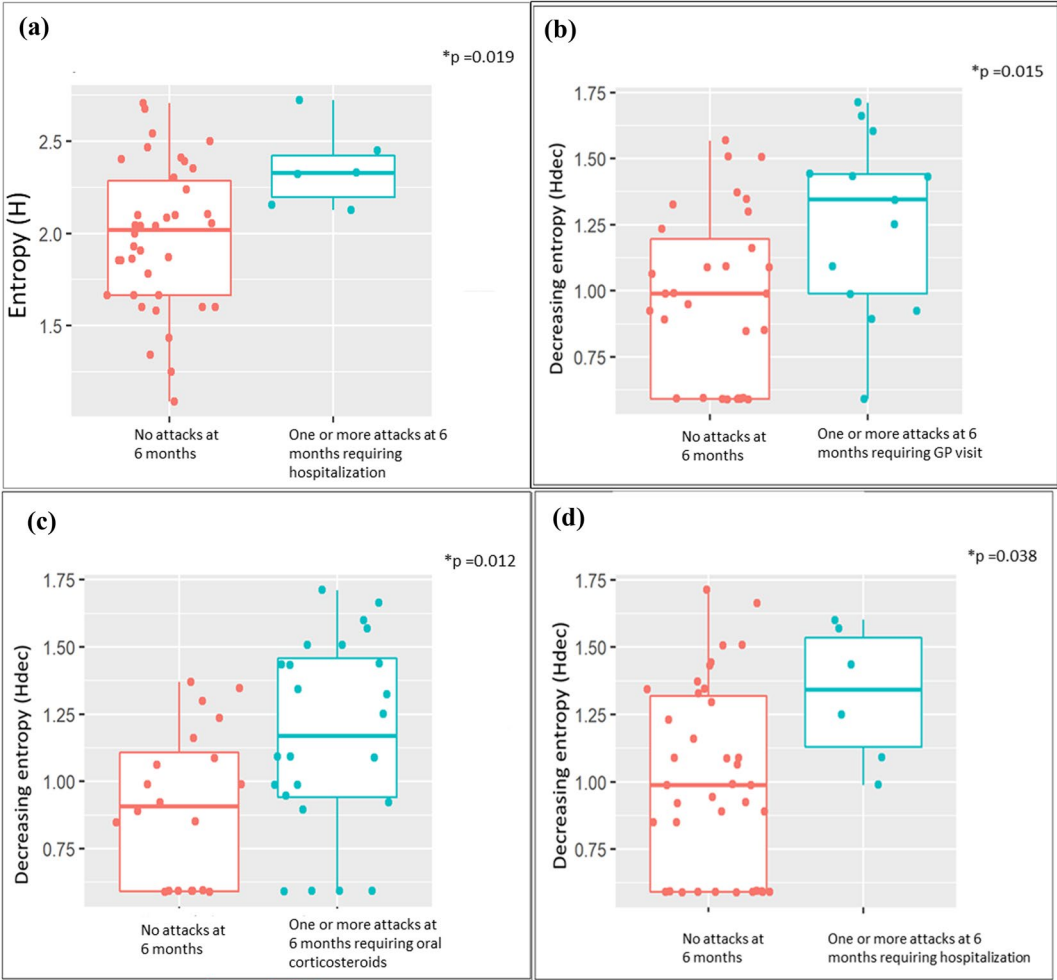 (a)
*p =0.019
Entropy (H)
2.5
2.0
1.5
No attacks at
6 months
One or more attacks at 6
months requiring
hospitalization
(b)
*p =0.015
Decreasing entropy (Hdec)
1.75
1.50
1.25
1.00
0.75
No attacks at
6 months
One or more attacks at 6
months requiring GP visit
(c)
*p =0.012
Decreasing entropy (Hdec)
1.75
1.50
1.25
1.00
0.75
No attacks at
6 months
One or more attacks at
6 months requiring oral
corticosteroids
(d)
*p =0.038
Decreasing entropy (Hdec)
1.75
1.50
1.25
1.00
0.75
No attacks at
6 months
One or more attacks at 6
months requiring hospitalization